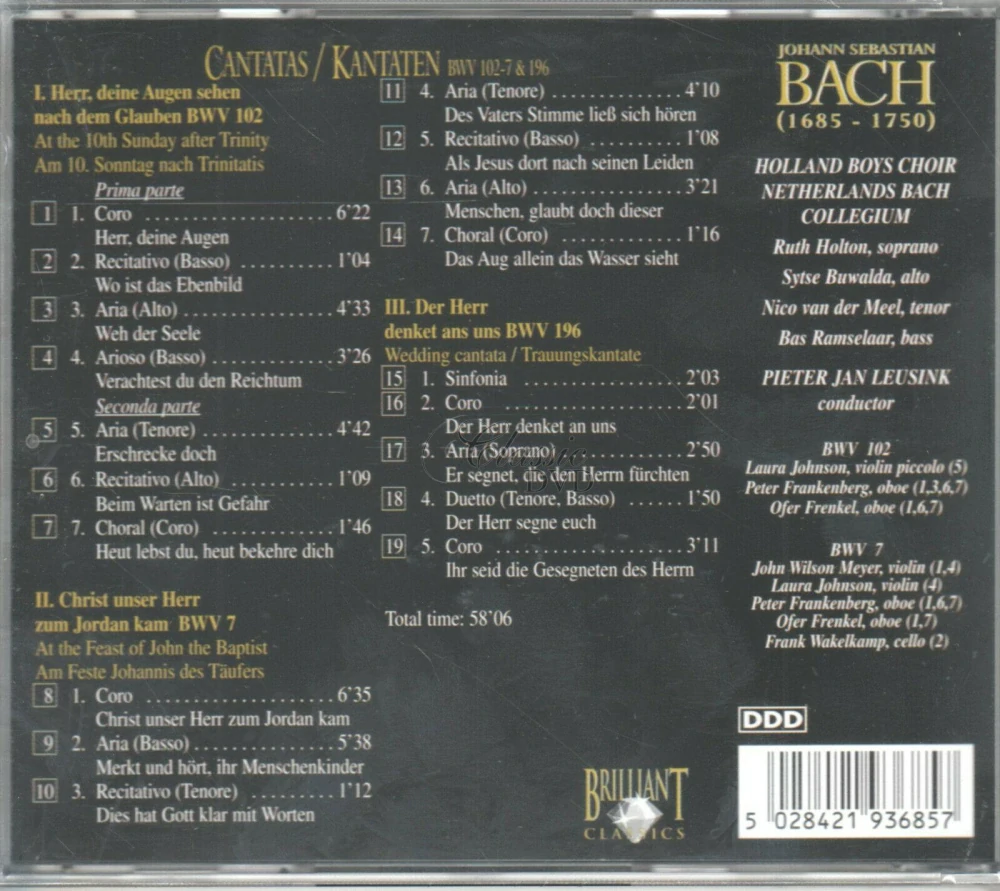 CANTATAS / KANTATEN BWV 102-7 & 196
I. Herr, deine Augen sehen
nach dem Glauben BWV 102
At the 10th Sunday after Trinity
Am 10. Sonntag nach Trinitatis
Prima parte
1 1. Coro ........................ 6'22
Herr, deine Augen
2 2. Recitativo (Basso) .......... 1'04
Wo ist das Ebenbild
3 3. Aria (Alto) .................. 4'33
Weh der Seele
4 4. Arioso (Basso) .............. 3'26
Verachtest du den Reichtum
Seconda parte
5 5. Aria (Tenore) ............... 4'42
Erschrecke doch
6 6. Recitativo (Alto) ........... 1'09
Beim Warten ist Gefahr
7 7. Choral (Coro) ............... 1'46
Heut lebst du, heut bekehre dich
II. Christ unser Herr
zum Jordan kam BWV 7
At the Feast of John the Baptist
Am Feste Johannis des Täufers
8 1. Coro ........................ 6'35
Christ unser Herr zum Jordan kam
9 2. Aria (Basso) ................ 5'38
Merkt und hört, ihr Menschenkinder
10 3. Recitativo (Tenore) ......... 1'12
Dies hat Gott klar mit Worten
11 4. Aria (Tenore) ............... 4'10
Des Vaters Stimme ließ sich hören
12 5. Recitativo (Basso) .......... 1'08
Als Jesus dort nach seinen Leiden
13 6. Aria (Alto) .................. 3'21
Menschen, glaubt doch dieser
14 7. Choral (Coro) ............... 1'16
Das Aug allein das Wasser sieht
III. Der Herr
denket ans uns BWV 196
Wedding cantata / Trauungskantate
15 1. Sinfonia .................... 2'03
16 2. Coro ........................ 2'01
Der Herr denket an uns
17 3. Aria (Soprano) .............. 2'50
Er segnet, die den Herrn fürchten
18 4. Duetto (Tenore, Basso) ...... 1'50
Der Herr segne euch
19 5. Coro ........................ 3'11
Ihr seid die Gesegneten des Herrn
Total time: 58'06
Classic
DVD
JOHANN SEBASTIAN
BACH
(1685 - 1750)
HOLLAND BOYS CHOIR
NETHERLANDS BACH
COLLEGIUM
Ruth Holton, soprano
Sytse Buwalda, alto
Nico van der Meel, tenor
Bas Ramselaar, bass
PIETER JAN LEUSINK
conductor
BWV 102
Laura Johnson, violin piccolo (5)
Peter Frankenberg, oboe (1,3,6,7)
Ofer Frenkel, oboe (1,6,7)
BWV 7
John Wilson Meyer, violin (1,4)
Laura Johnson, violin (4)
Peter Frankenberg, oboe (1,6,7)
Ofer Frenkel, oboe (1,7)
Frank Wakelkamp, cello (2)
DDD
BRILLIANT
CLASSICS
5 028421 936857